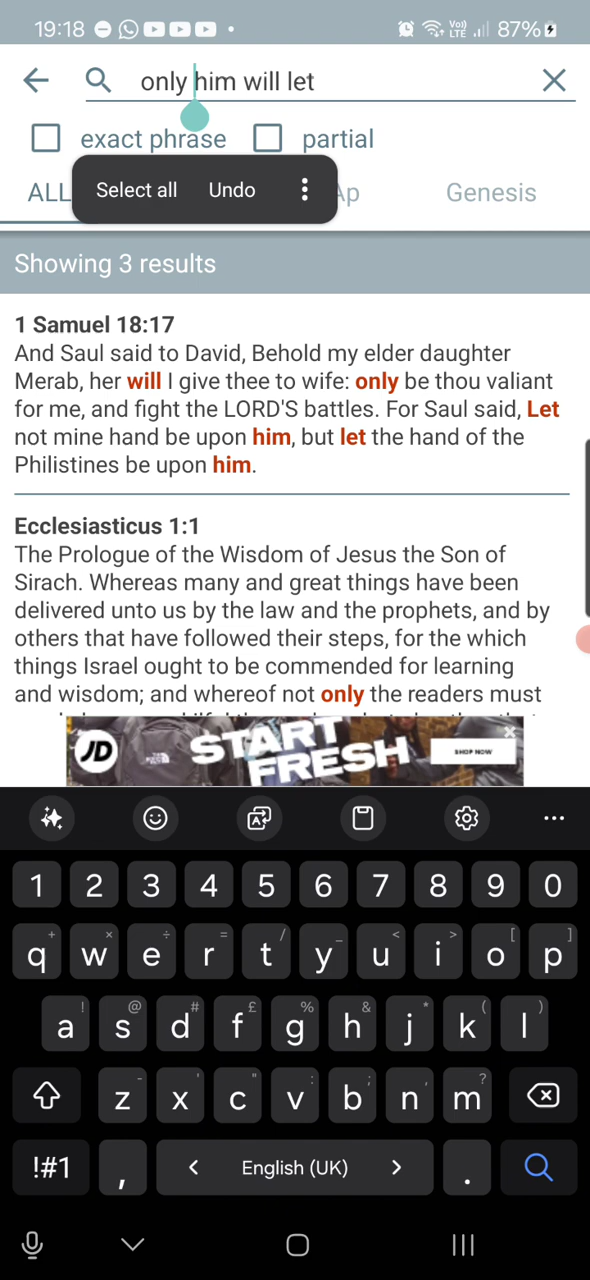 19:18
Vo))
LTE
87%
only him will let
exact phrase
partial
ALL
Ap
Genesis
Select all
Undo
Showing 3 results
1 Samuel 18:17
And Saul said to David, Behold my elder daughter
Merab, her will I give thee to wife: only be thou valiant
for me, and fight the LORD'S battles. For Saul said, Let
not mine hand be upon him, but let the hand of the
Philistines be upon him.
Ecclesiasticus 1:1
The Prologue of the Wisdom of Jesus the Son of
Sirach. Whereas many and great things have been
delivered unto us by the law and the prophets, and by
others that have followed their steps, for the which
things Israel ought to be commended for learning
and wisdom; and whereof not only the readers must
JD
START
FRESH
SHOP NOW
1 2 3 4 5 6 7 8 9 0
+ × ÷ = / _ < > [ ]
q w e r t y u i o p
! @ # £ % & * ( )
a s d f g h j k l
- ' " : ; , ?
z x c v b n m
!#1 , < English (UK) > .